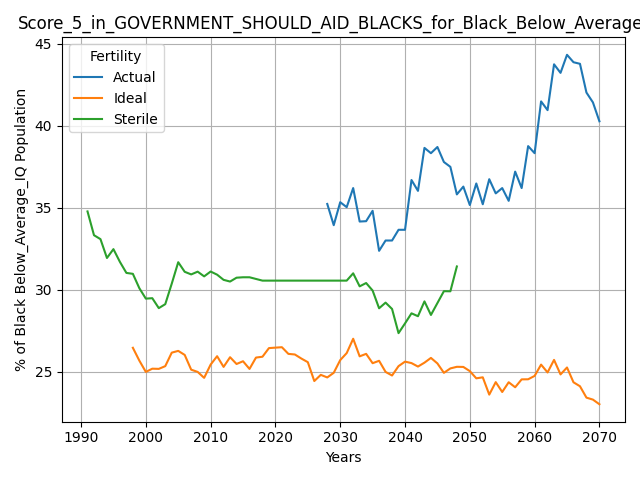 Score_5_in_GOVERNMENT_SHOULD_AID_BLACKS_for_Black_Below_Average
45
40
35
30
25
% of Black Below_Average_IQ Population
Fertility
Actual
Ideal
Sterile
1990
2000
2010
2020
2030
2040
2050
2060
2070
Years